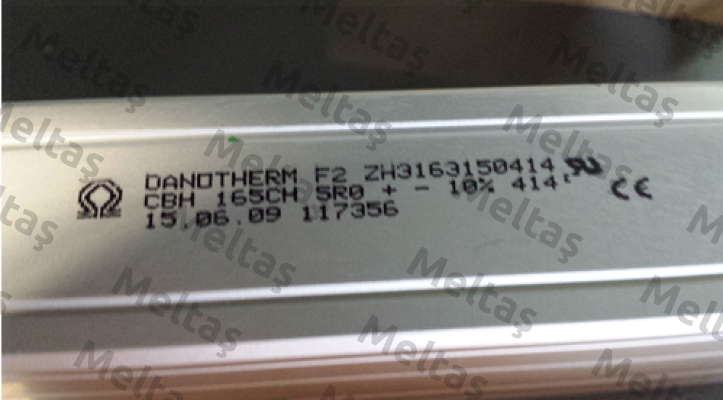 DANOTHERM F2 ZH3163150414
CBH 165CH 5R0 + - 10% 414
15.06.09 117356
CE
Meltaş